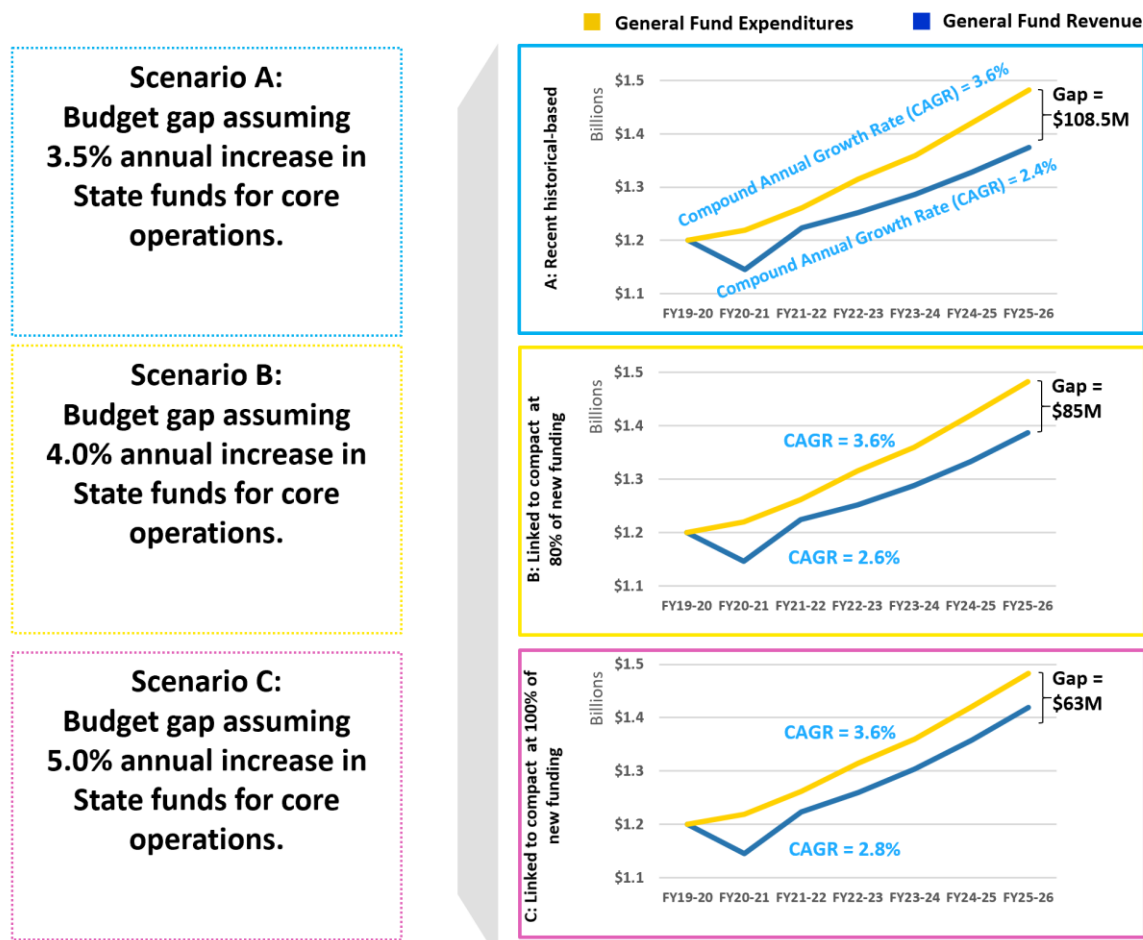 General Fund Expenditures
General Fund Revenue
Scenario A:
Budget gap assuming
3.5% annual increase in
State funds for core
operations.
A: Recent historical-based
Billions
$1.5
$1.4
$1.3
$1.2
$1.1
Compound Annual Growth Rate (CAGR) = 3.6%
Compound Annual Growth Rate (CAGR) = 2.4%
Gap =
$108.5M
FY19-20 FY20-21 FY21-22 FY22-23 FY23-24 FY24-25 FY25-26
Scenario B:
Budget gap assuming
4.0% annual increase in
State funds for core
operations.
B: Linked to compact at
80% of new funding
Billions
$1.5
$1.4
$1.3
$1.2
$1.1
CAGR = 3.6%
CAGR = 2.6%
Gap =
$85M
FY19-20 FY20-21 FY21-22 FY22-23 FY23-24 FY24-25 FY25-26
Scenario C:
Budget gap assuming
5.0% annual increase in
State funds for core
operations.
C: Linked to compact at 100% of
new funding
Billions
$1.5
$1.4
$1.3
$1.2
$1.1
CAGR = 3.6%
CAGR = 2.8%
Gap =
$63M
FY19-20 FY20-21 FY21-22 FY22-23 FY23-24 FY24-25 FY25-26